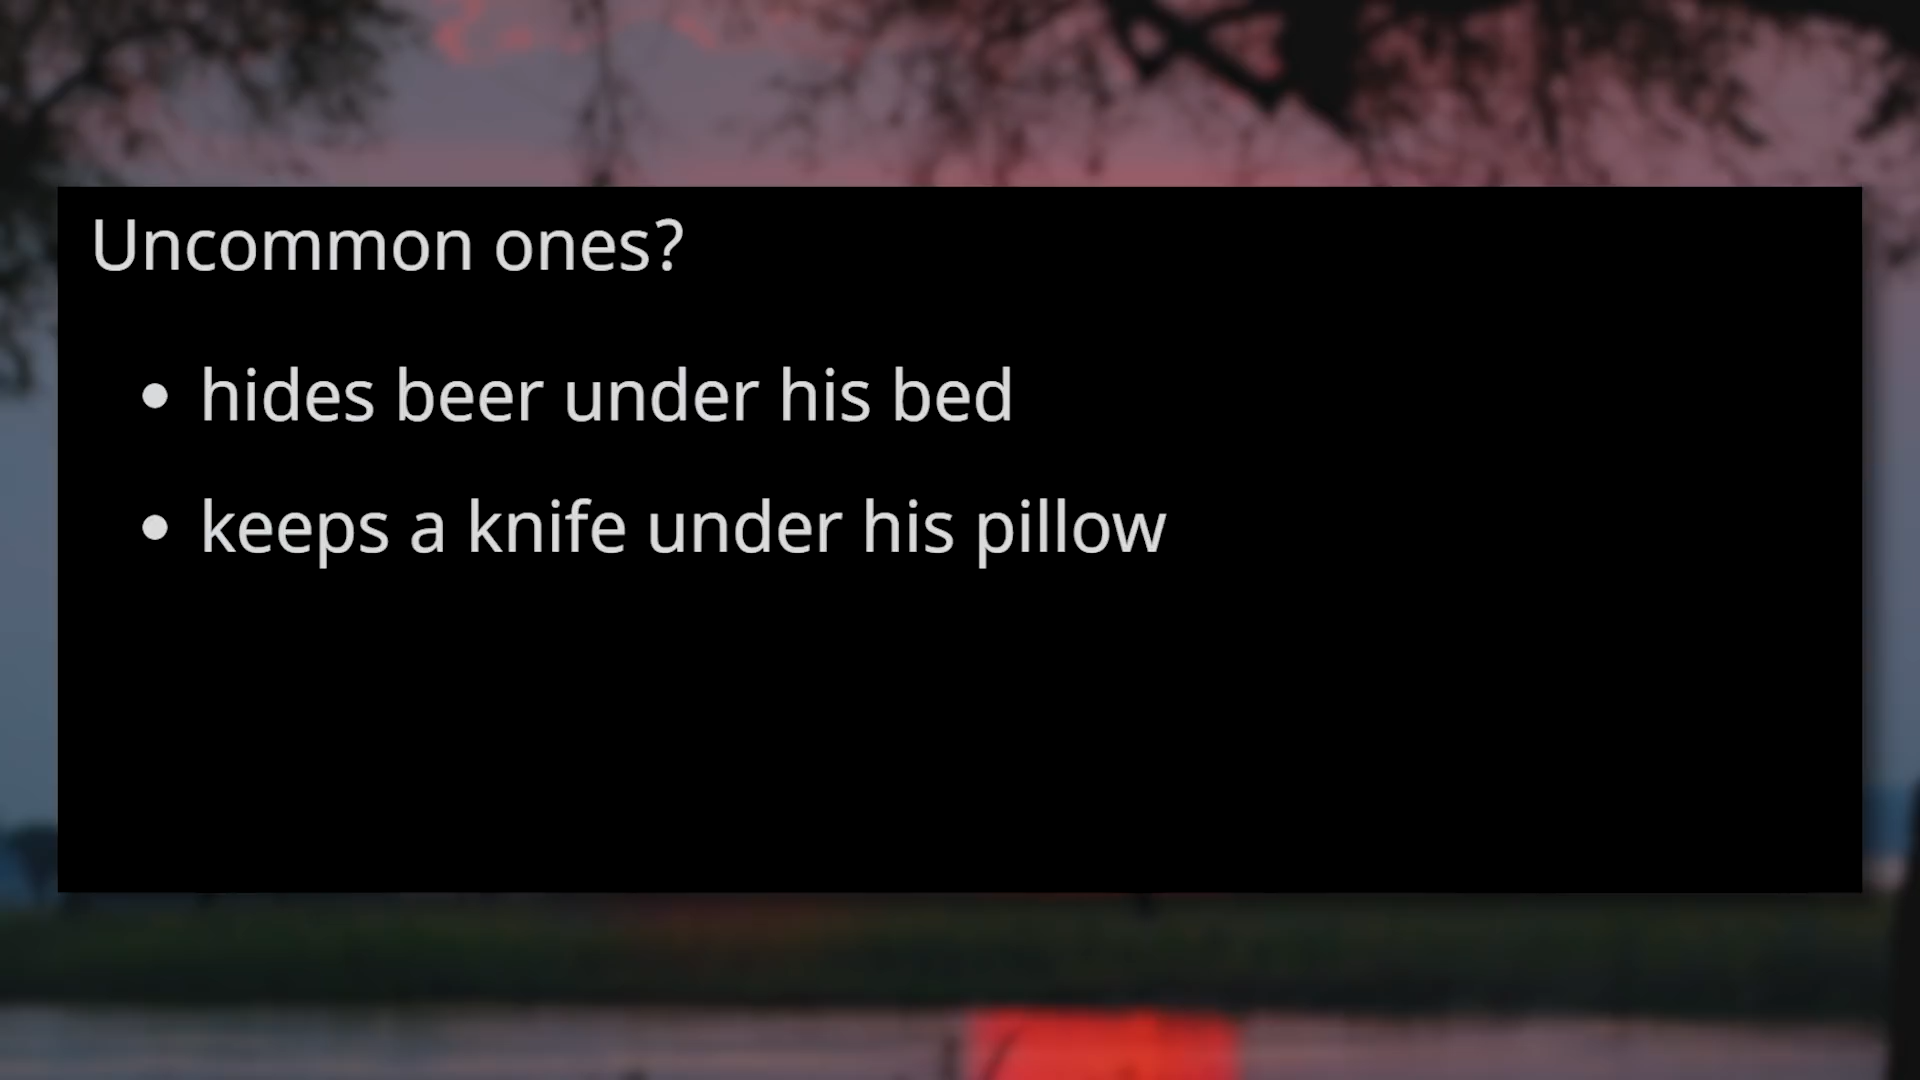 Uncommon ones?
• hides beer under his bed
• keeps a knife under his pillow